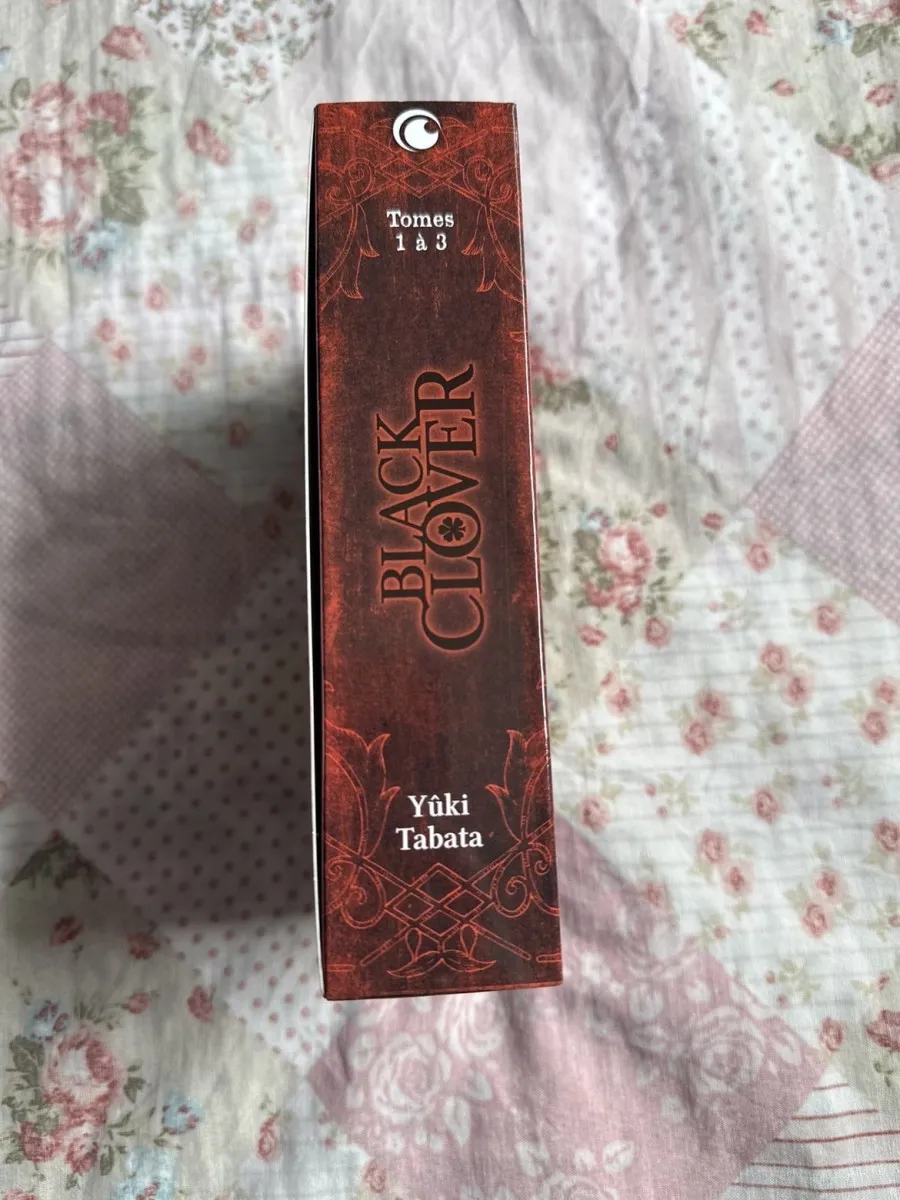 Tomes
1 à 3
BLACK
CLOVER
Yûki
Tabata